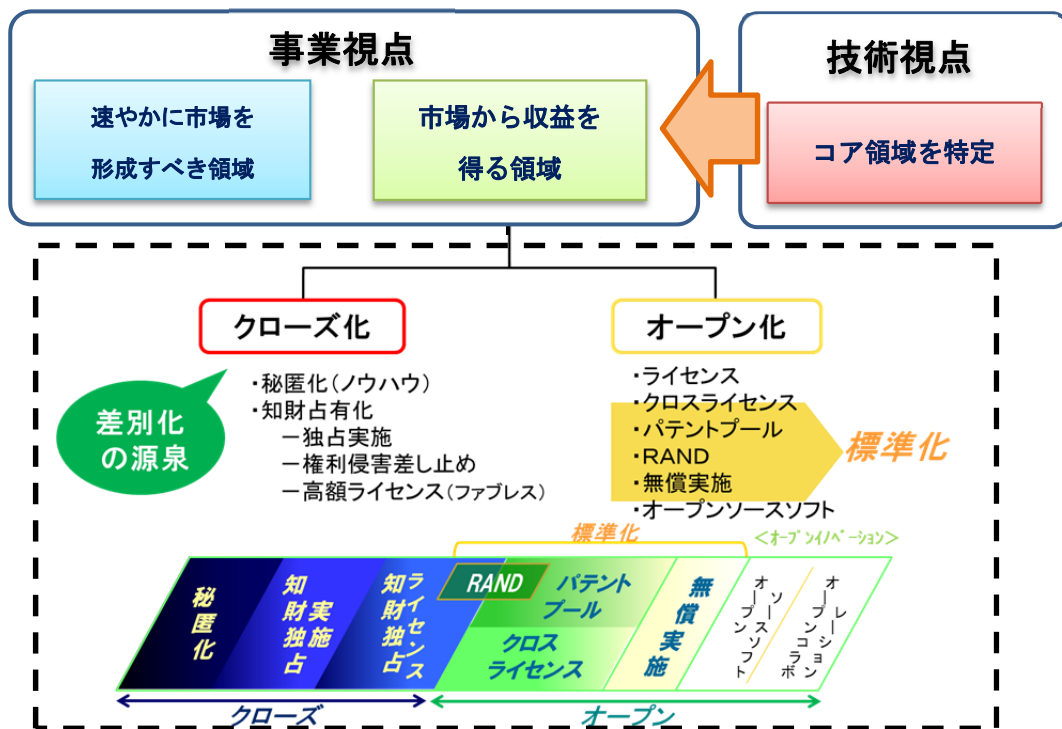 事業視点
技術視点
速やかに市場を
形成すべき領域
市場から収益を
得る領域
コア領域を特定
クローズ化
オープン化
差別化
の源泉
・秘匿化(ノウハウ)
・知財占有化
－独占実施
－権利侵害差し止め
－高額ライセンス(ファブレス)
・ライセンス
・クロスライセンス
・パテントプール
・RAND
・無償実施
・オープンソースソフト
標準化
標準化
<ｵｰﾌﾟﾝｲﾉﾍﾞｰｼｮﾝ>
秘匿化
知財独占
実施
知財独占
ライセンス
RAND
パテント
プール
クロス
ライセンス
無償実施
オープン
ソースソフト
オープンコラボ
レーション
クローズ
オープン